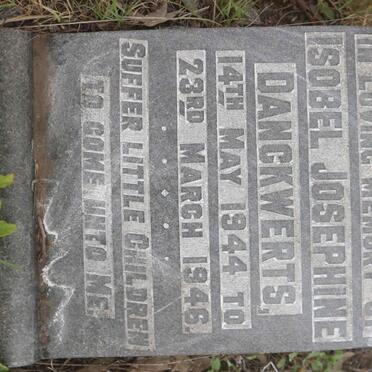 IN LOVING MEMORY OF
ISOBEL JOSEPHINE
DANCKWERTS,
14TH MAY 1944 TO
23RD MARCH 1946.
SUFFER LITTLE CHILDREN
TO COME UNTO ME